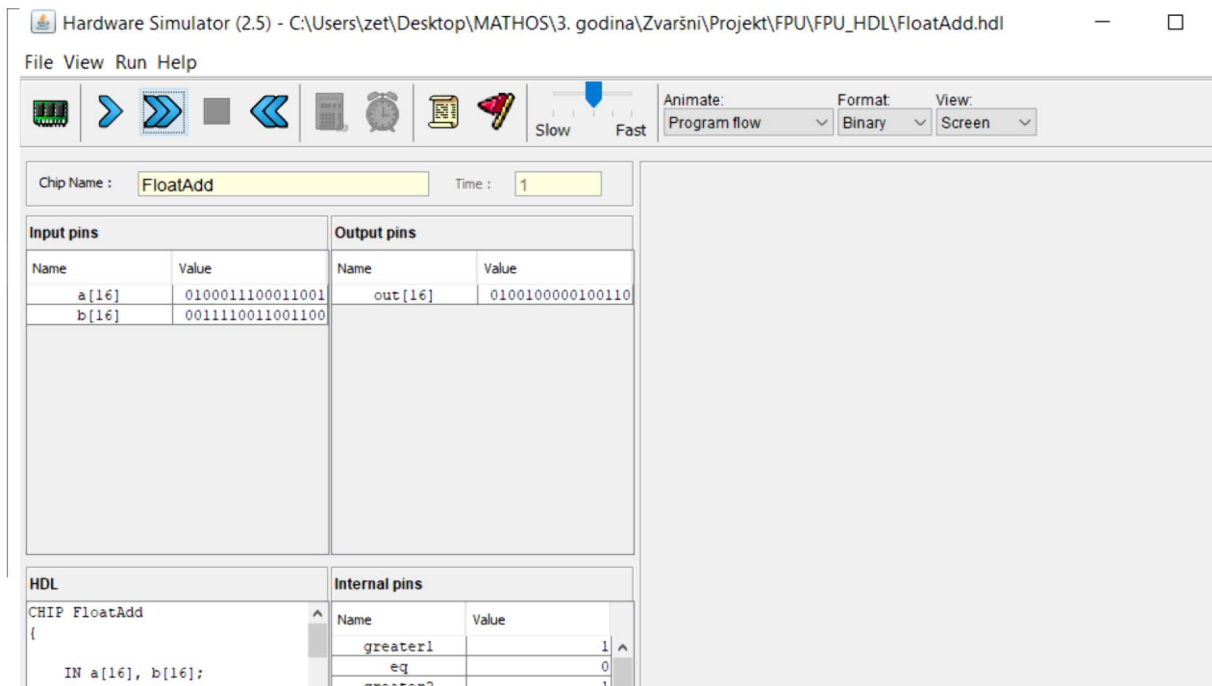 Hardware Simulator (2.5) - C:\Users\zet\Desktop\MATHOS\3. godina\Zvaršni\Projekt\FPU\FPU_HDL\FloatAdd.hdl
File View Run Help
Slow Fast
Animate: Format: View:
Program flow Binary Screen
Chip Name : FloatAdd Time : 1
Input pins Output pins
Name Value Name Value
a[16] 0100011100011001 out[16] 0100100000100110
b[16] 0011110011001100
HDL Internal pins
CHIP FloatAdd Name Value
{ greater1 1
eq 0
IN a[16], b[16]; greater2 1